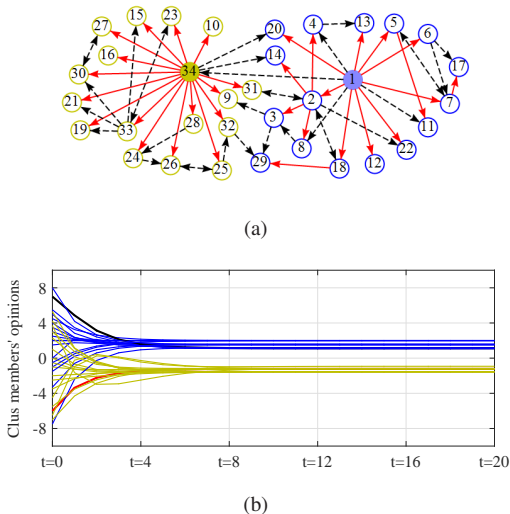 15 23 10
27 20 4 13 5 6
16 14 17
30 34 1
21 31 2 7
9
19 33 28 32 3 11
24 26 25 29 8 18 12 22
(a)
Clus members' opinions
8
4
0
-4
-8
t=0 t=4 t=8 t=12 t=16 t=20
(b)